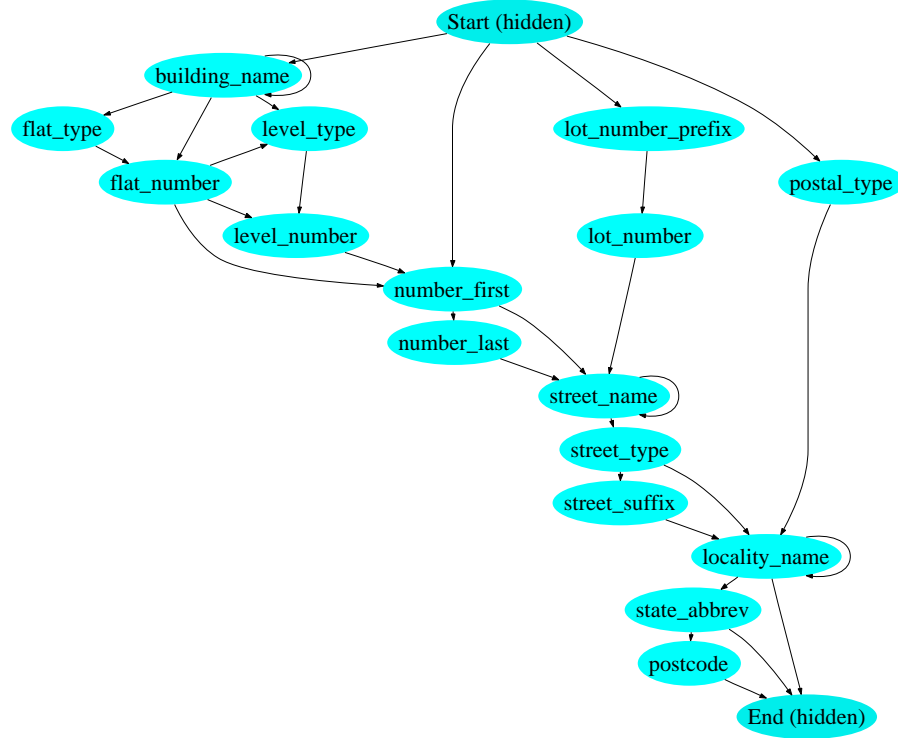 Start (hidden)
building_name
flat_type
level_type
lot_number_prefix
flat_number
postal_type
level_number
lot_number
number_first
number_last
street_name
street_type
street_suffix
locality_name
state_abbrev
postcode
End (hidden)